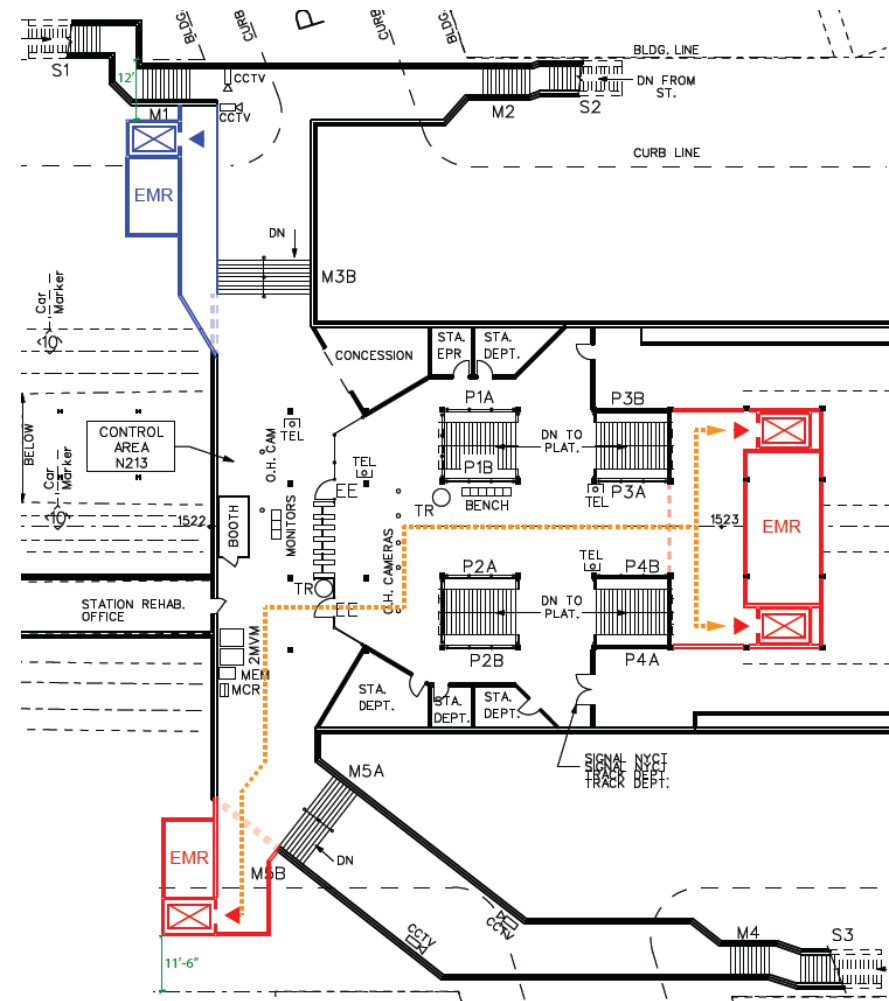 BLDG.
CURB
P
CURB
BLDG.
BLDG. LINE
S1
12'
CCTV
M1
CCTV
M2
S2
DN FROM
ST.
CURB LINE
EMR
DN
M3B
Car
Marker
10
CONCESSION
STA.
EPR
STA.
DEPT.
P1A
P3B
BELOW
CONTROL
AREA
N213
O.H. CAM
TEL
DN TO
PLAT.
Car
Marker
10
TEL
P1B
P3A
EE
TR
BENCH
TEL
1522
BOOTH
MONITORS
1523
EMR
O.H. CAMERAS
TEL
P2A
P4B
TR
EE
STATION REHAB.
OFFICE
DN TO
PLAT.
2MVM
MEM
MCR
P2B
P4A
STA.
DEPT.
STA.
DEPT.
STA.
DEPT.
SIGNAL NYCT
SIGNAL NYCT
TRACK DEPT.
TRACK DEPT.
M5A
EMR
DN
M5B
CCTV
CCTV
M4
S3
11'-6"